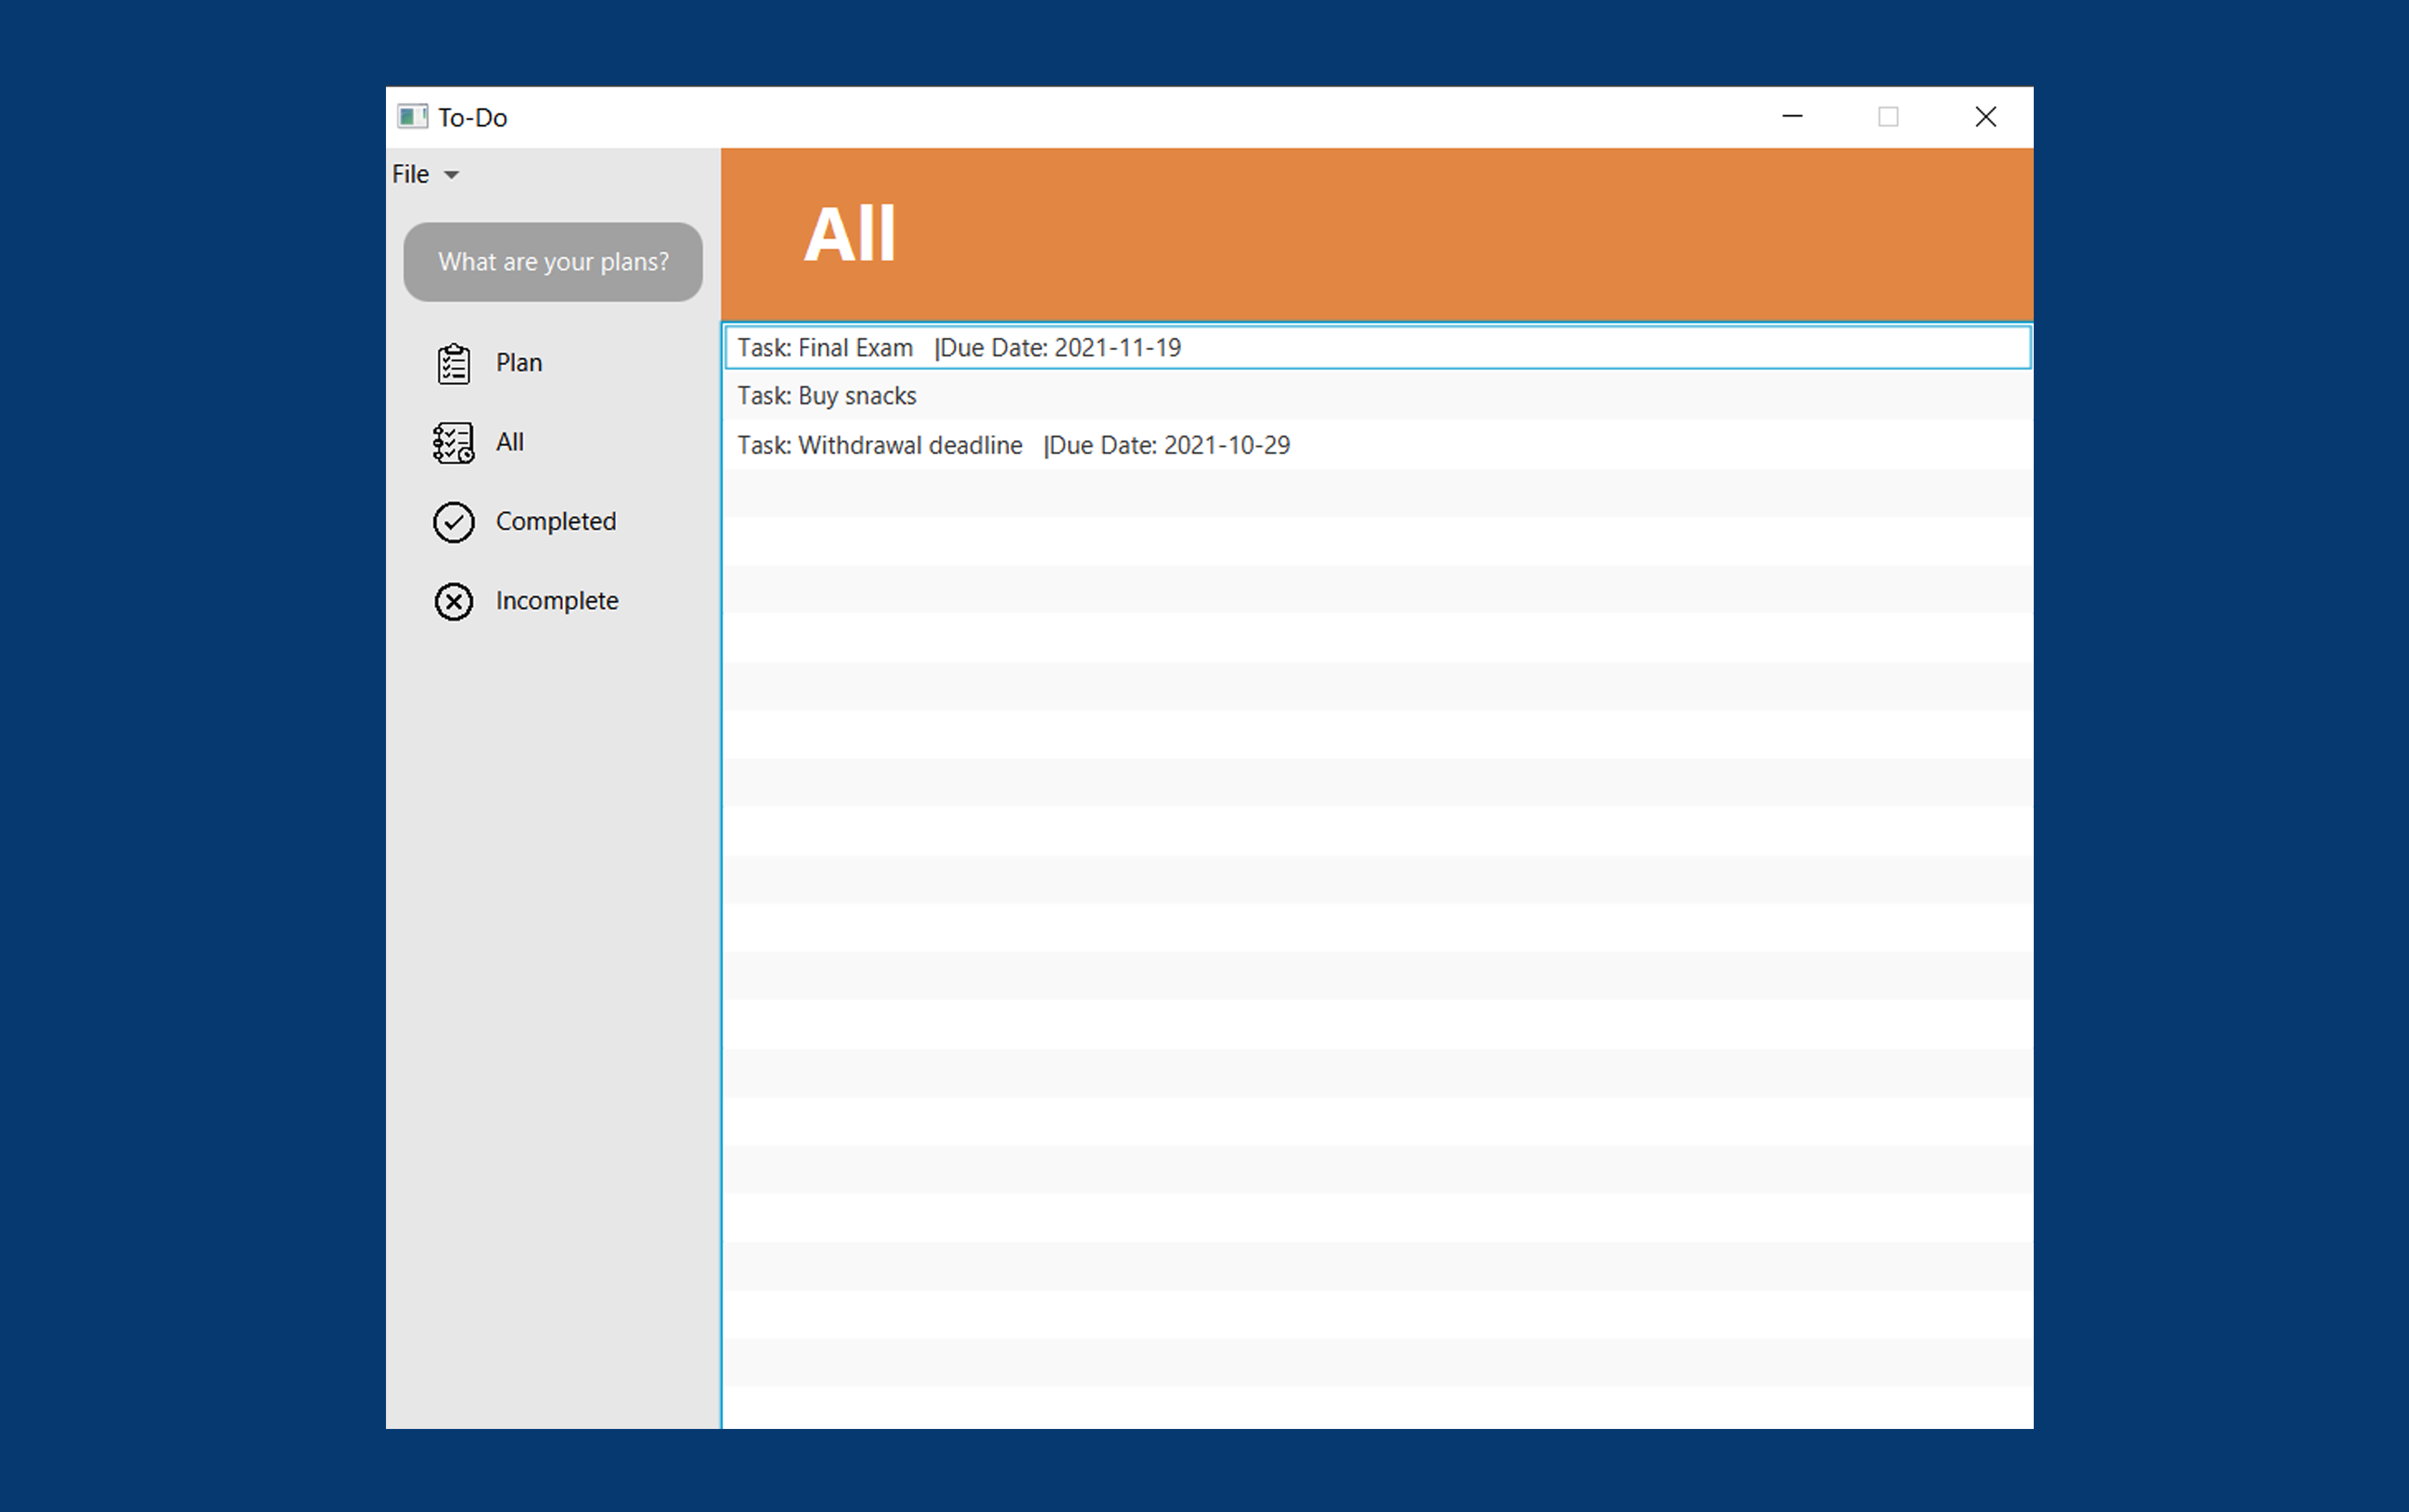 To-Do
File
What are your plans?
Plan
All
Completed
Incomplete
All
Task: Final Exam   |Due Date: 2021-11-19
Task: Buy snacks
Task: Withdrawal deadline   |Due Date: 2021-10-29